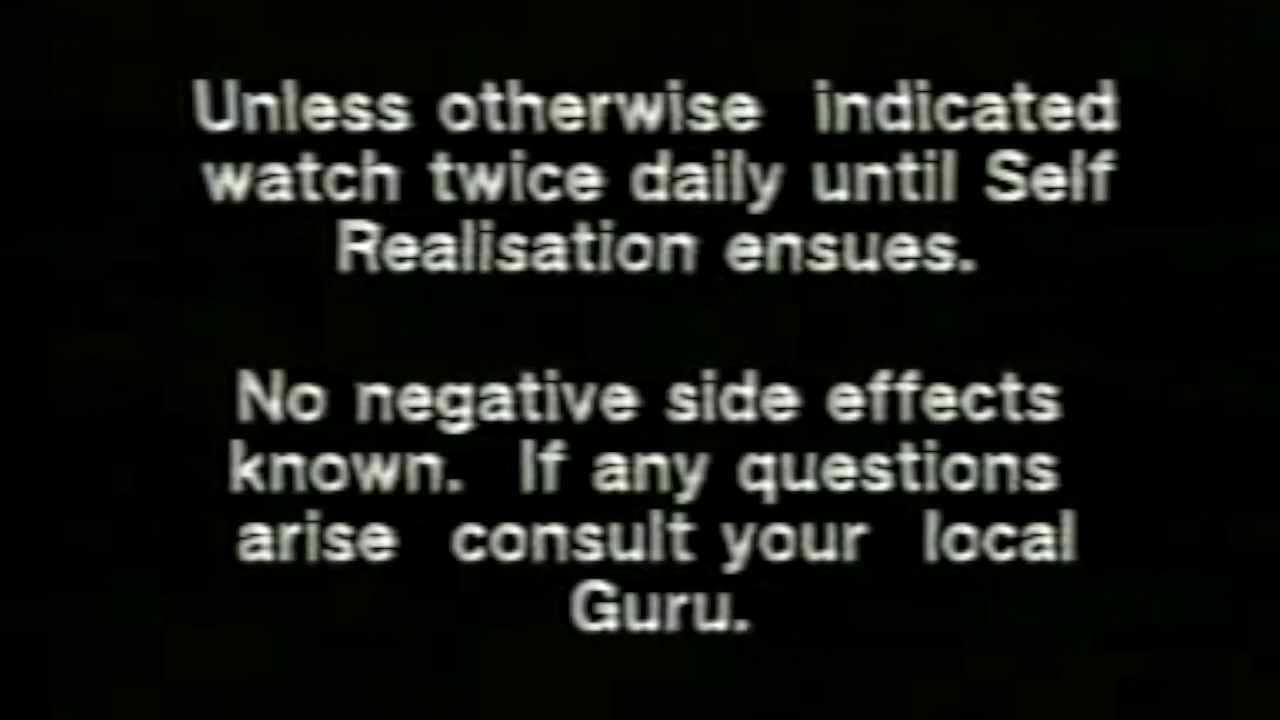 Unless otherwise indicated
watch twice daily until Self
Realisation ensues.
No negative side effects
known. If any questions
arise consult your local
Guru.